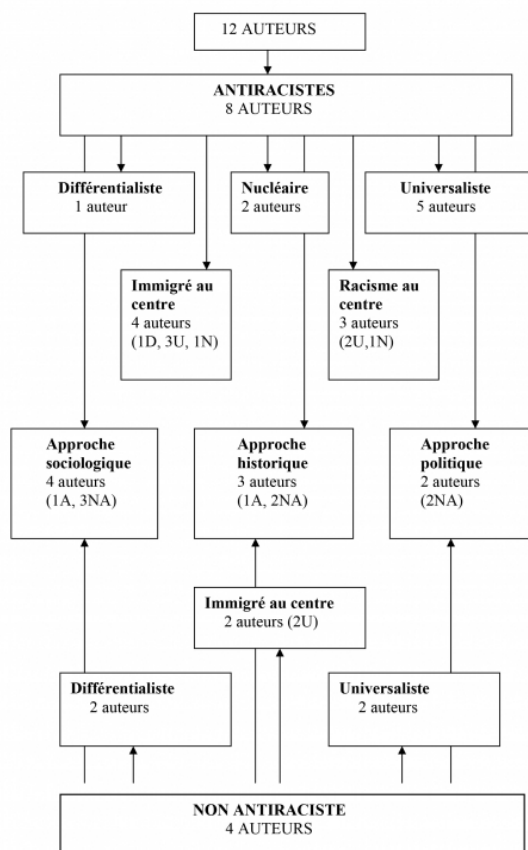 12 AUTEURS
ANTIRACISTES
8 AUTEURS
Différentialiste
1 auteur
Nucléaire
2 auteurs
Universaliste
5 auteurs
Immigré au
centre
4 auteurs
(1D, 3U, 1N)
Racisme au
centre
3 auteurs
(2U,1N)
Approche
sociologique
4 auteurs
(1A, 3NA)
Approche
historique
3 auteurs
(1A, 2NA)
Approche
politique
2 auteurs
(2NA)
Immigré au centre
2 auteurs (2U)
Différentialiste
2 auteurs
Universaliste
2 auteurs
NON ANTIRACISTE
4 AUTEURS